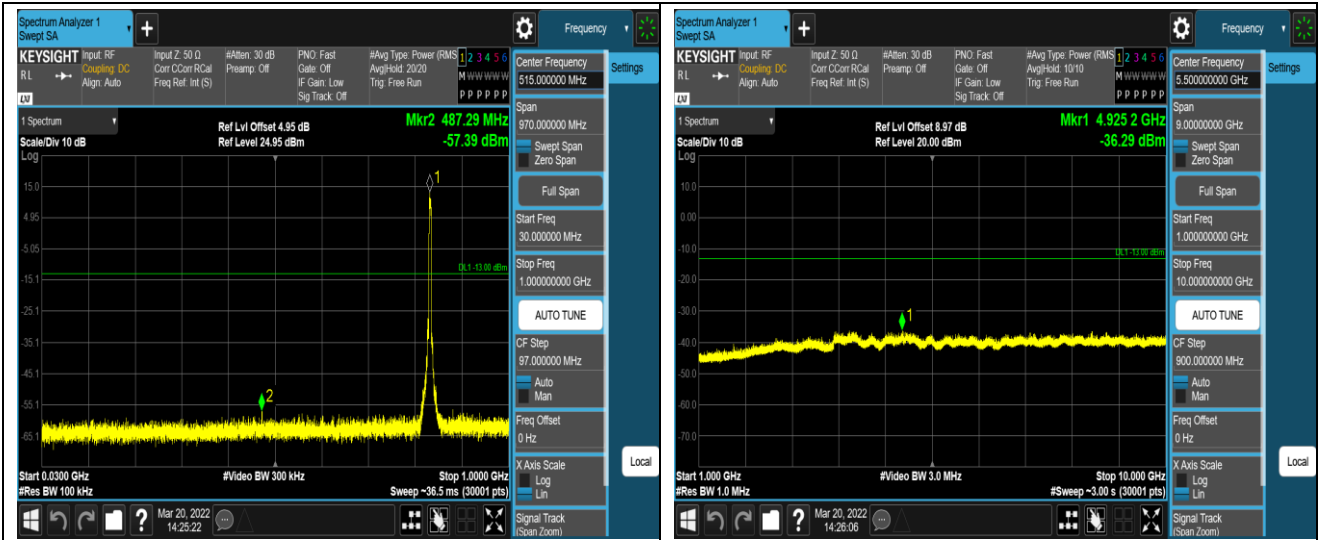 Spectrum Analyzer 1
Swept SA
+
Frequency
KEYSIGHT
RL
LXI
Input: RF
Coupling: DC
Align: Auto
Input Z: 50 Ω
Corr CCorr RCal
Freq Ref: Int (S)
#Atten: 30 dB
Preamp: Off
PNO: Fast
Gate: Off
IF Gain: Low
Sig Track: Off
#Avg Type: Power (RMS
Avg|Hold: 20/20
Trig: Free Run
1 2 3 4 5 6
M W W W W W
P P P P P P
1 Spectrum
Scale/Div 10 dB
Log
Ref Lvl Offset 4.95 dB
Ref Level 24.95 dBm
Mkr2 487.29 MHz
-57.39 dBm
15.0
4.95
-5.05
-15.1
-25.1
-35.1
-45.1
-55.1
-65.1
1
DL1 -13.00 dBm
2
Start 0.0300 GHz
#Res BW 100 kHz
#Video BW 300 kHz
Stop 1.0000 GHz
Sweep ~36.5 ms (30001 pts)
Center Frequency
515.000000 MHz
Span
970.000000 MHz
Swept Span
Zero Span
Full Span
Start Freq
30.000000 MHz
Stop Freq
1.000000000 GHz
AUTO TUNE
CF Step
97.000000 MHz
Auto
Man
Freq Offset
0 Hz
X Axis Scale
Log
Lin
Signal Track
(Span Zoom)
Settings
Local
?
Mar 20, 2022
14:25:22
Spectrum Analyzer 1
Swept SA
+
Frequency
KEYSIGHT
RL
LXI
Input: RF
Coupling: DC
Align: Auto
Input Z: 50 Ω
Corr CCorr RCal
Freq Ref: Int (S)
#Atten: 30 dB
Preamp: Off
PNO: Fast
Gate: Off
IF Gain: Low
Sig Track: Off
#Avg Type: Power (RMS
Avg|Hold: 10/10
Trig: Free Run
1 2 3 4 5 6
M W W W W W
P P P P P P
1 Spectrum
Scale/Div 10 dB
Log
Ref Lvl Offset 8.97 dB
Ref Level 20.00 dBm
Mkr1 4.925 2 GHz
-36.29 dBm
10.0
0.00
-10.0
-20.0
-30.0
-40.0
-50.0
-60.0
-70.0
DL1 -13.00 dBm
1
Start 1.000 GHz
#Res BW 1.0 MHz
#Video BW 3.0 MHz
Stop 10.000 GHz
#Sweep ~3.00 s (30001 pts)
Center Frequency
5.500000000 GHz
Span
9.00000000 GHz
Swept Span
Zero Span
Full Span
Start Freq
1.000000000 GHz
Stop Freq
10.000000000 GHz
AUTO TUNE
CF Step
900.000000 MHz
Auto
Man
Freq Offset
0 Hz
X Axis Scale
Log
Lin
Signal Track
(Span Zoom)
Settings
Local
?
Mar 20, 2022
14:26:06